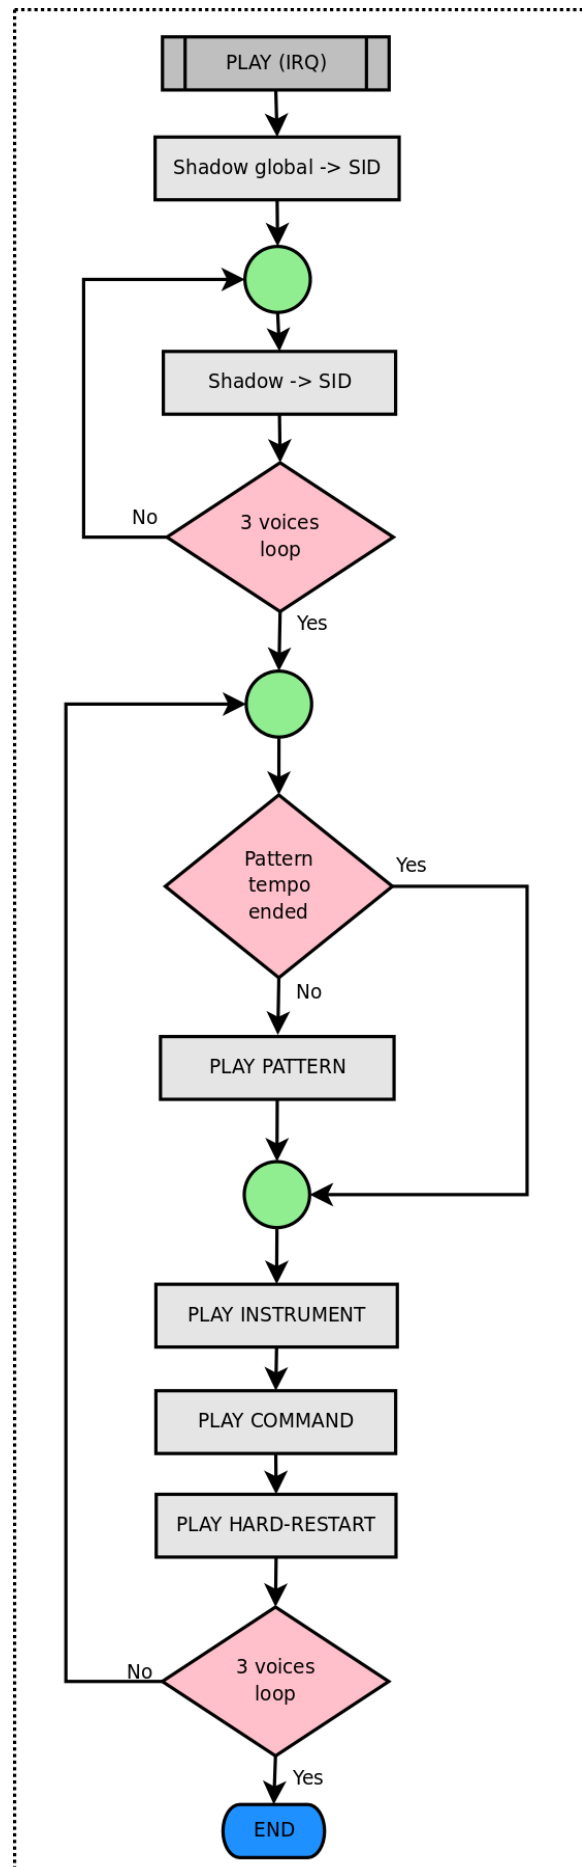 PLAY (IRQ)
Shadow global -> SID
Shadow -> SID
3 voices
loop
No
Yes
Pattern
tempo
ended
Yes
No
PLAY PATTERN
PLAY INSTRUMENT
PLAY COMMAND
PLAY HARD-RESTART
3 voices
loop
No
Yes
END